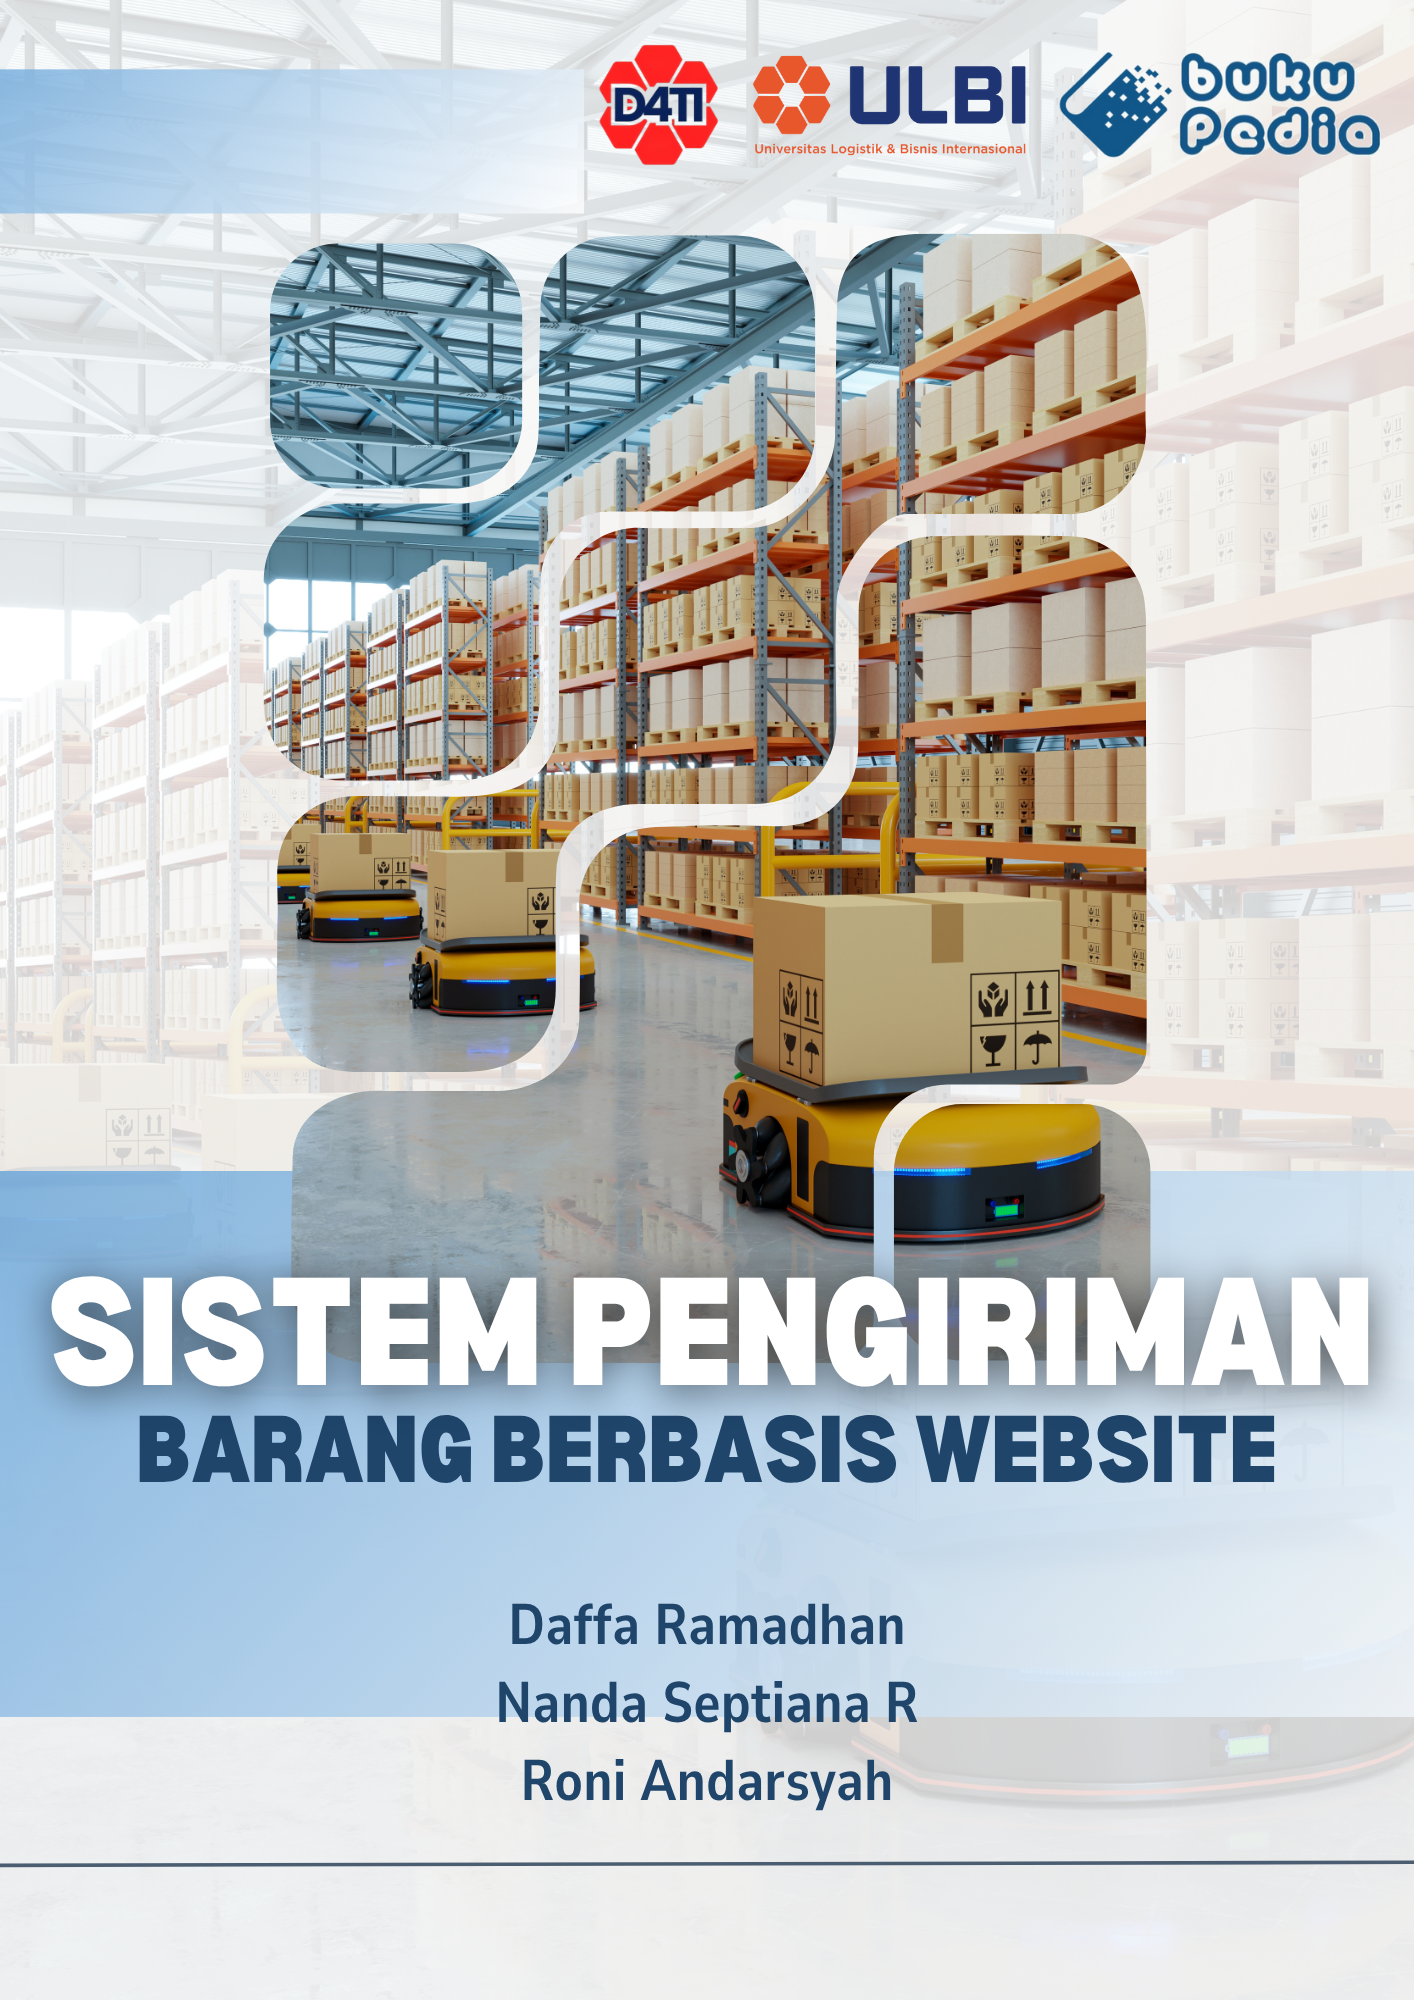 D4TI
ULBI
Universitas Logistik & Bisnis Internasional
buku
Pedia
SISTEM PENGIRIMAN
BARANG BERBASIS WEBSITE
Daffa Ramadhan
Nanda Septiana R
Roni Andarsyah